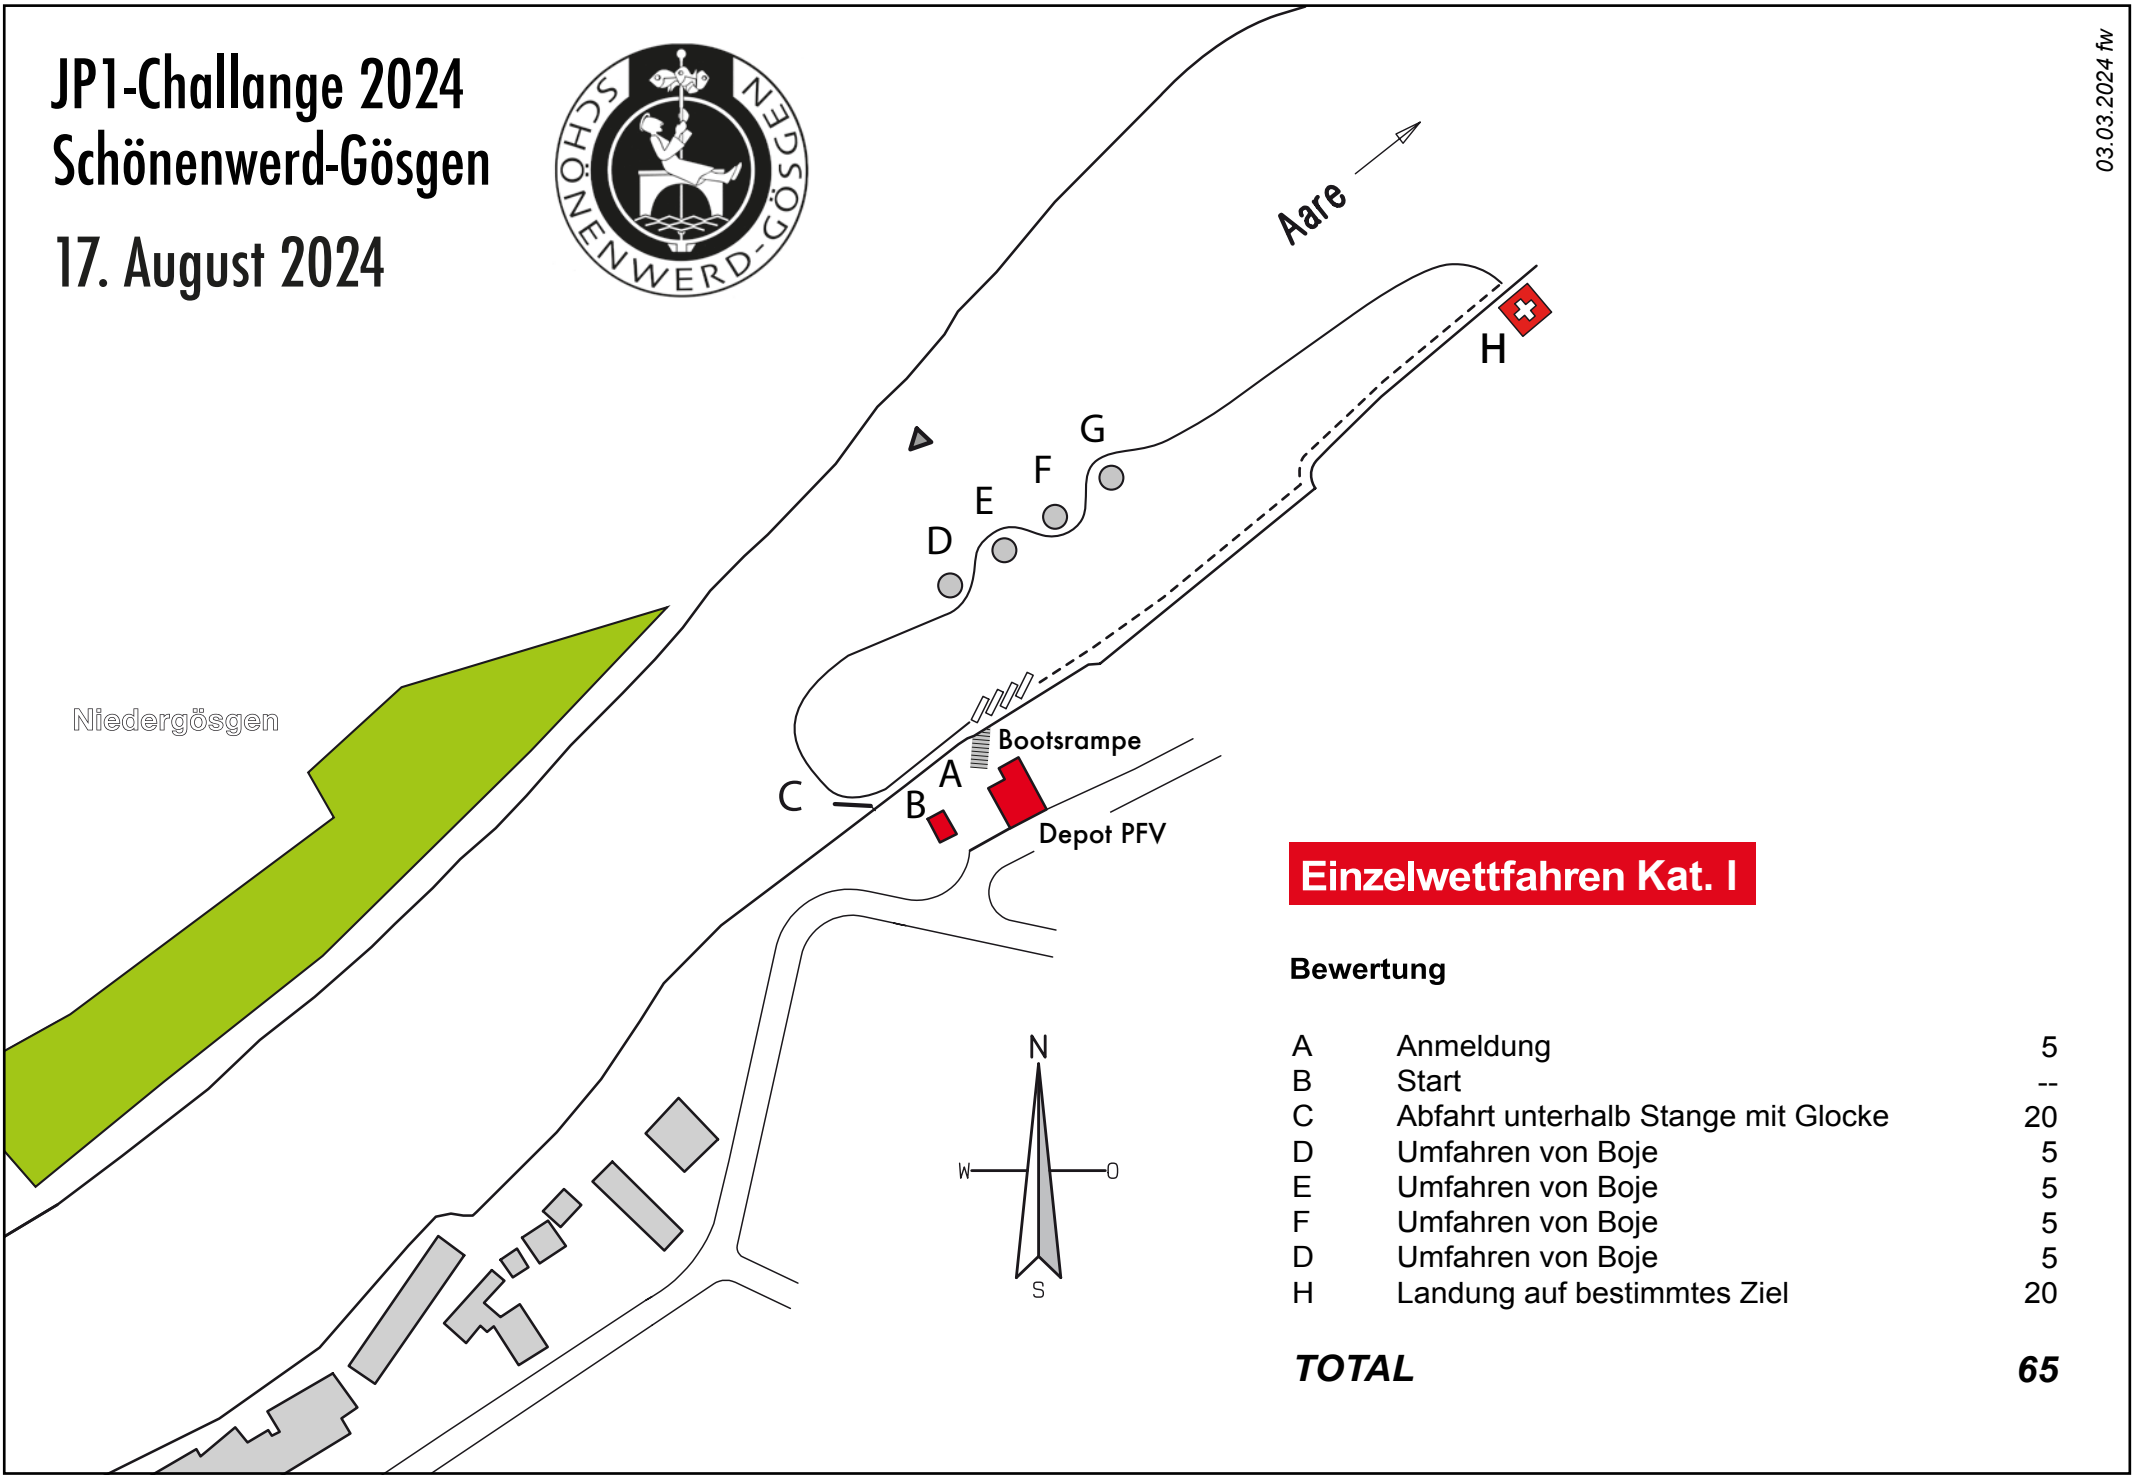 JP1-Challange 2024
Schönenwerd-Gösgen
17. August 2024
SCHÖNENWERD-GÖSGEN
03.03.2024 fw
Aare
H
G
F
E
D
Niedergösgen
Bootsrampe
A
C
B
Depot PFV
Einzelwettfahren Kat. I
Bewertung
N
W O
S
A Anmeldung 5
B Start --
C Abfahrt unterhalb Stange mit Glocke 20
D Umfahren von Boje 5
E Umfahren von Boje 5
F Umfahren von Boje 5
D Umfahren von Boje 5
H Landung auf bestimmtes Ziel 20
TOTAL 65